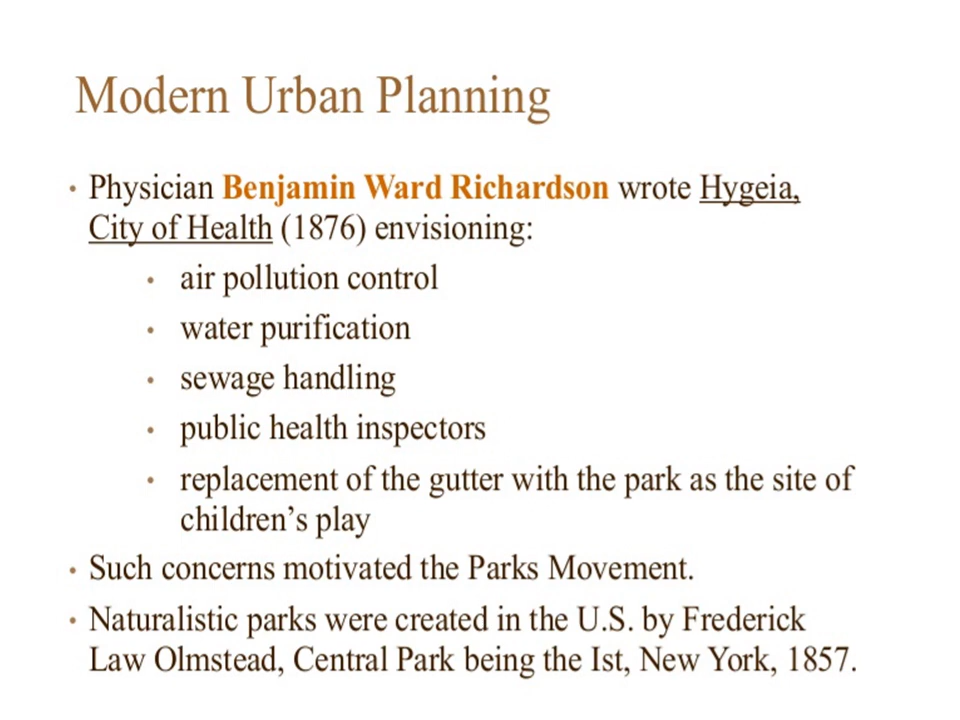 Modern Urban Planning
• Physician Benjamin Ward Richardson wrote Hygeia,
City of Health (1876) envisioning:
• air pollution control
• water purification
• sewage handling
• public health inspectors
• replacement of the gutter with the park as the site of
children’s play
• Such concerns motivated the Parks Movement.
• Naturalistic parks were created in the U.S. by Frederick
Law Olmstead, Central Park being the Ist, New York, 1857.